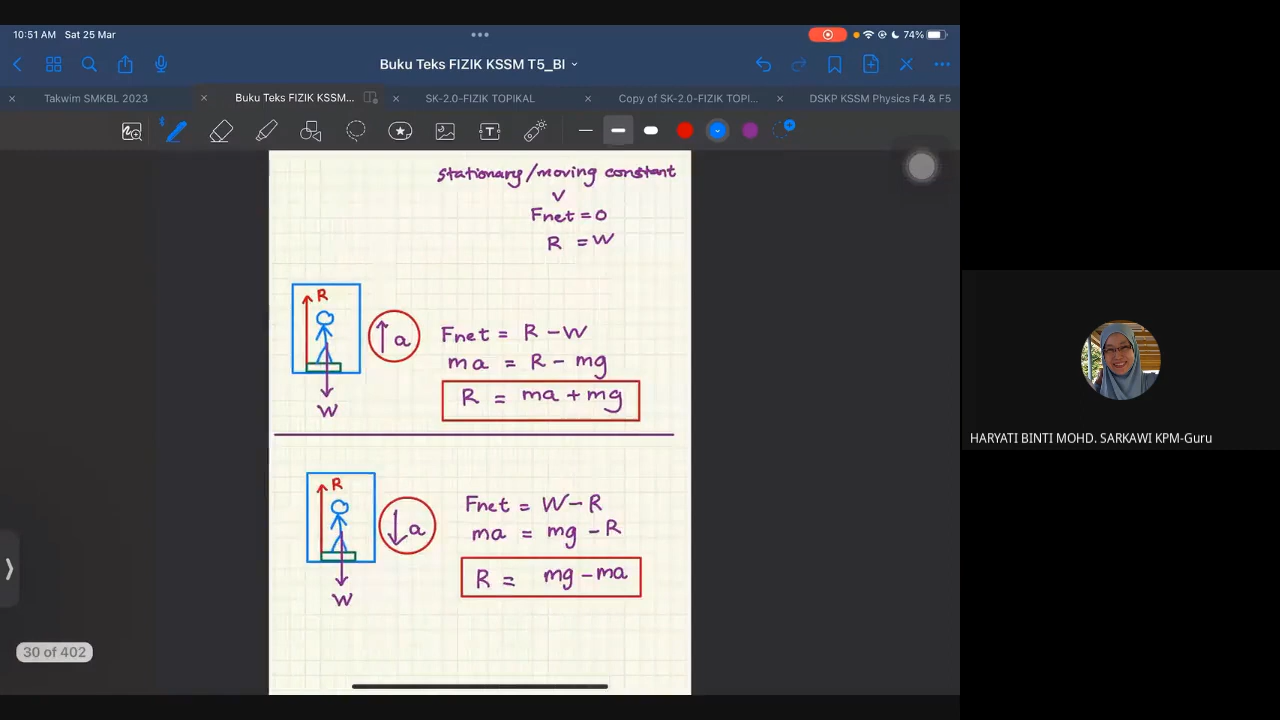 10:51 AM Sat 25 Mar
74%
Buku Teks FIZIK KSSM T5_BI
Takwim SMKBL 2023
Buku Teks FIZIK KSSM...
SK-2.0-FIZIK TOPIKAL
Copy of SK-2.0-FIZIK TOPI...
DSKP KSSM Physics F4 & F5
stationary/moving constant
v
Fnet = 0
R = W
R
a
W
Fnet = R - W
ma = R - mg
R = ma + mg
R
a
W
Fnet = W - R
ma = mg - R
R = mg - ma
30 of 402
HARYATI BINTI MOHD. SARKAWI KPM-Guru